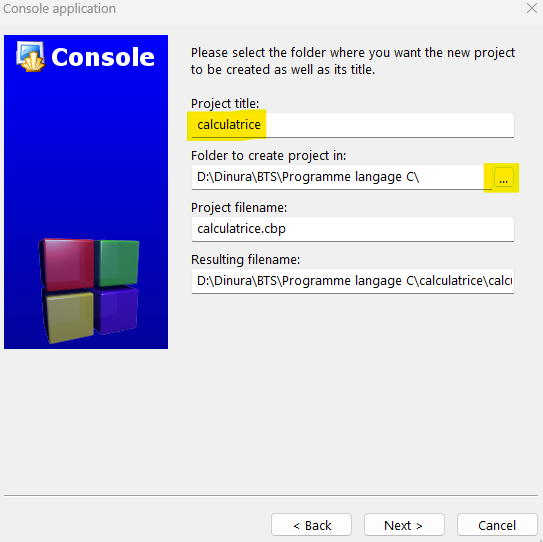 Console application
Console
Please select the folder where you want the new project
to be created as well as its title.
Project title:
calculatrice
Folder to create project in:
D:\Dinura\BTS\Programme langage C\
...
Project filename:
calculatrice.cbp
Resulting filename:
D:\Dinura\BTS\Programme langage C\calculatrice\calcu
< Back
Next >
Cancel